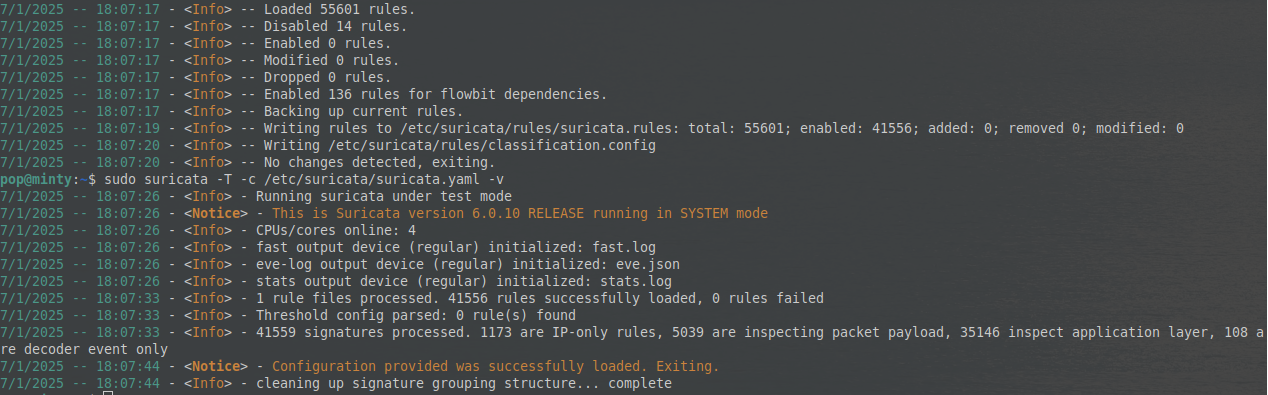 7/1/2025 -- 18:07:17 - <Info> -- Loaded 55601 rules.
7/1/2025 -- 18:07:17 - <Info> -- Disabled 14 rules.
7/1/2025 -- 18:07:17 - <Info> -- Enabled 0 rules.
7/1/2025 -- 18:07:17 - <Info> -- Modified 0 rules.
7/1/2025 -- 18:07:17 - <Info> -- Dropped 0 rules.
7/1/2025 -- 18:07:17 - <Info> -- Enabled 136 rules for flowbit dependencies.
7/1/2025 -- 18:07:17 - <Info> -- Backing up current rules.
7/1/2025 -- 18:07:19 - <Info> -- Writing rules to /etc/suricata/rules/suricata.rules: total: 55601; enabled: 41556; added: 0; removed 0; modified: 0
7/1/2025 -- 18:07:20 - <Info> -- Writing /etc/suricata/rules/classification.config
7/1/2025 -- 18:07:20 - <Info> -- No changes detected, exiting.
pop@minty:~$ sudo suricata -T -c /etc/suricata/suricata.yaml -v
7/1/2025 -- 18:07:26 - <Info> - Running suricata under test mode
7/1/2025 -- 18:07:26 - <Notice> - This is Suricata version 6.0.10 RELEASE running in SYSTEM mode
7/1/2025 -- 18:07:26 - <Info> - CPUs/cores online: 4
7/1/2025 -- 18:07:26 - <Info> - fast output device (regular) initialized: fast.log
7/1/2025 -- 18:07:26 - <Info> - eve-log output device (regular) initialized: eve.json
7/1/2025 -- 18:07:26 - <Info> - stats output device (regular) initialized: stats.log
7/1/2025 -- 18:07:33 - <Info> - 1 rule files processed. 41556 rules successfully loaded, 0 rules failed
7/1/2025 -- 18:07:33 - <Info> - Threshold config parsed: 0 rule(s) found
7/1/2025 -- 18:07:33 - <Info> - 41559 signatures processed. 1173 are IP-only rules, 5039 are inspecting packet payload, 35146 inspect application layer, 108 a
re decoder event only
7/1/2025 -- 18:07:44 - <Notice> - Configuration provided was successfully loaded. Exiting.
7/1/2025 -- 18:07:44 - <Info> - cleaning up signature grouping structure... complete